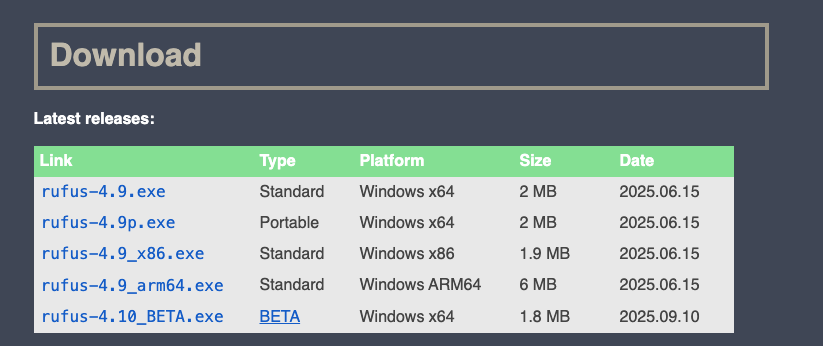 Download
Latest releases:
Link Type Platform Size Date
rufus-4.9.exe Standard Windows x64 2 MB 2025.06.15
rufus-4.9p.exe Portable Windows x64 2 MB 2025.06.15
rufus-4.9_x86.exe Standard Windows x86 1.9 MB 2025.06.15
rufus-4.9_arm64.exe Standard Windows ARM64 6 MB 2025.06.15
rufus-4.10_BETA.exe BETA Windows x64 1.8 MB 2025.09.10